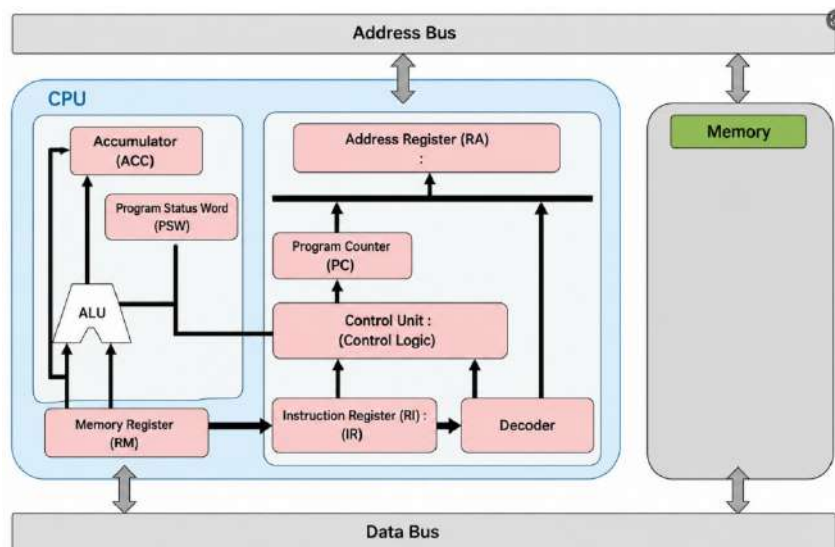 Address Bus
CPU
Accumulator
(ACC)
Program Status Word
(PSW)
ALU
Memory Register
(RM)
Address Register (RA)
:
Program Counter
(PC)
Control Unit :
(Control Logic)
Instruction Register (RI) :
(IR)
Decoder
Memory
Data Bus